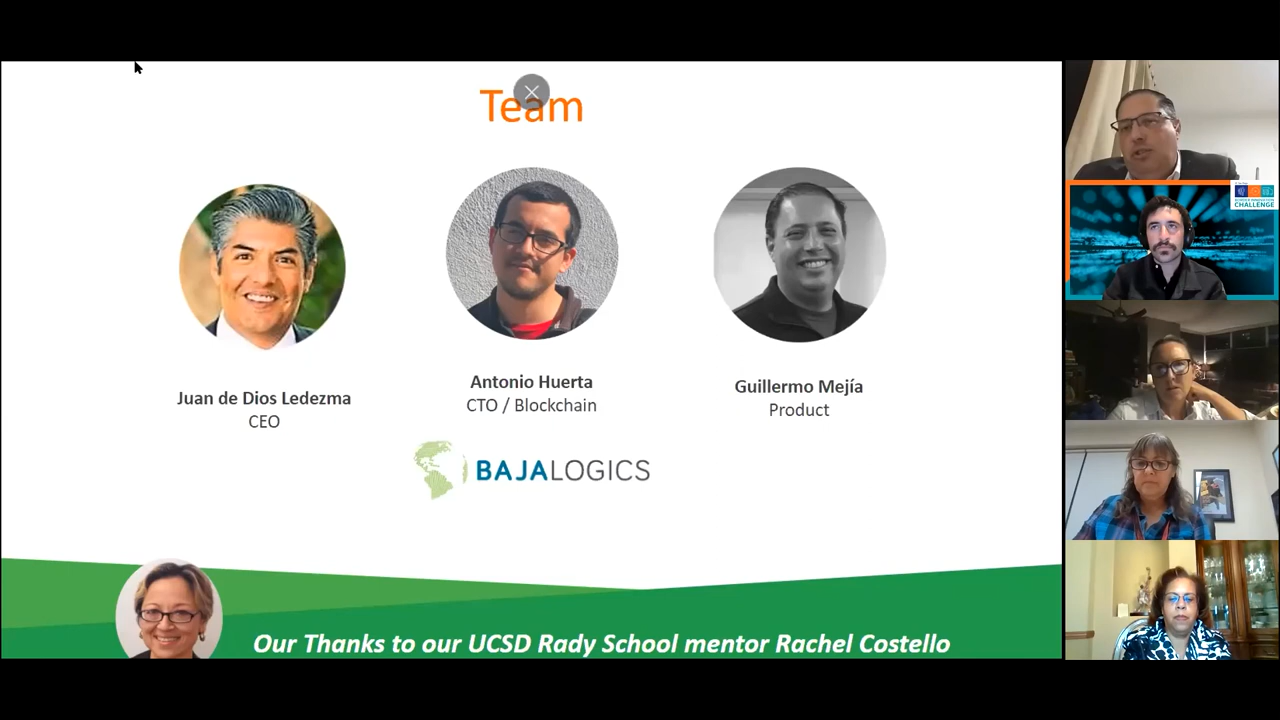 Team
Juan de Dios Ledezma
CEO
Antonio Huerta
CTO / Blockchain
Guillermo Mejía
Product
BAJALOGICS
Our Thanks to our UCSD Rady School mentor Rachel Costello
CHALLENGE